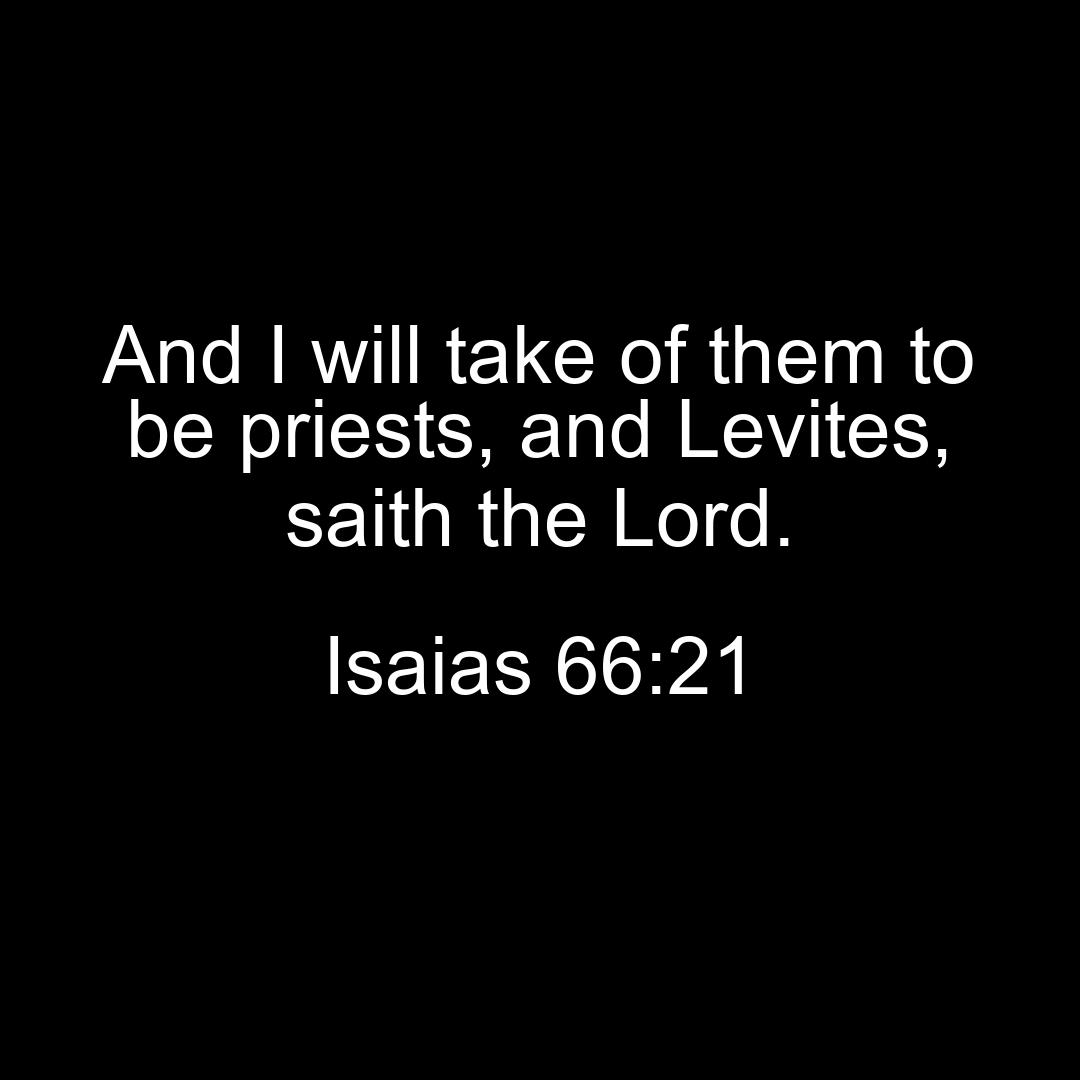 And I will take of them to
be priests, and Levites,
saith the Lord.
Isaias 66:21